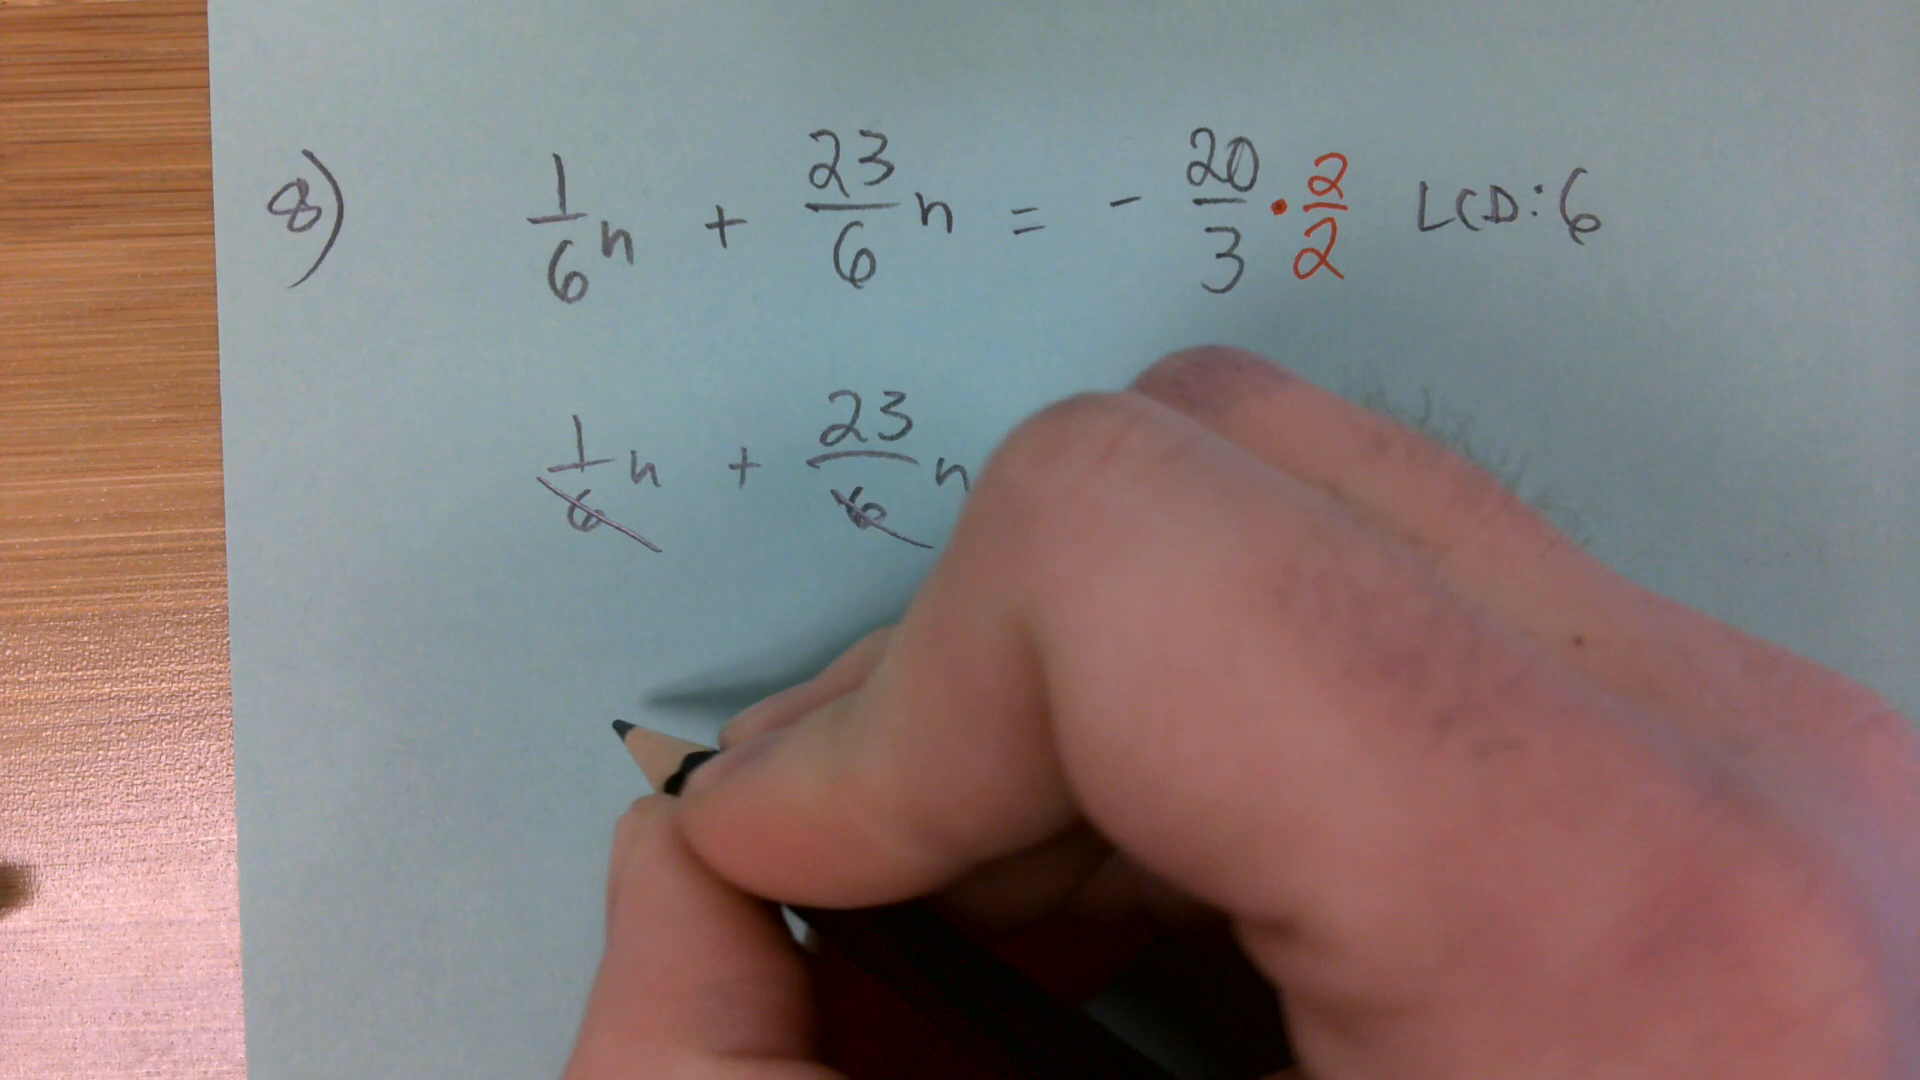 8) 1/6 n + 23/6 n = - 20/3 · 2/2 LCD: 6
1/6 n + 23/6 n